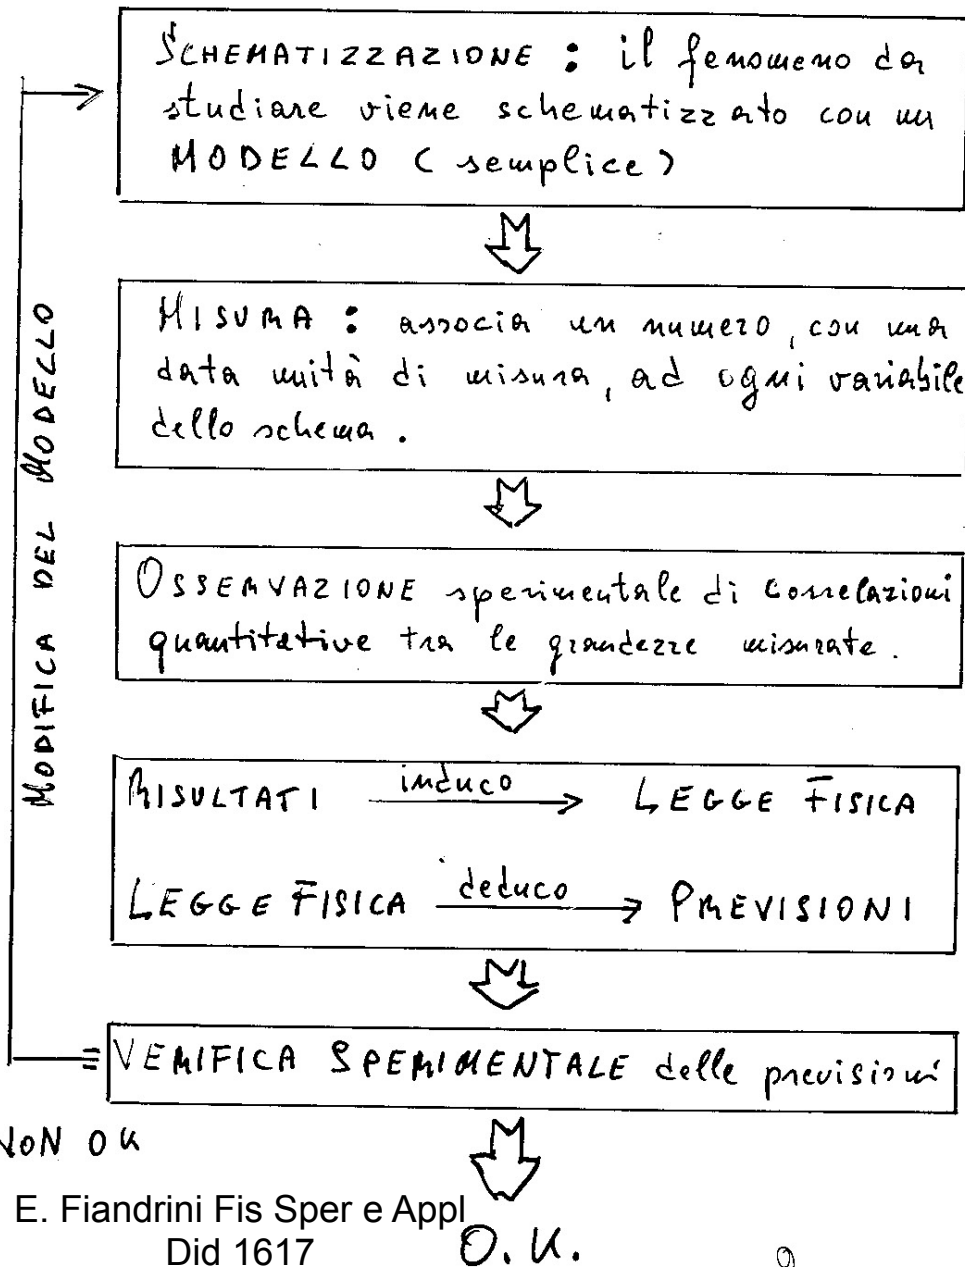 SCHEMATIZZAZIONE : il fenomeno da
studiare viene schematizzato con un
MODELLO ( semplice )
MISURA : associa un numero, con una
data unità di misura, ad ogni variabile
dello schema .
OSSERVAZIONE sperimentale di correlazioni
quantitative tra le grandezze misurate .
RISULTATI induco LEGGE FISICA
LEGGE FISICA deduco PREVISIONI
VERIFICA SPERIMENTALE delle previsioni
MODIFICA DEL MODELLO
NON OK
O.K.
E. Fiandrini Fis Sper e Appl
Did 1617
9